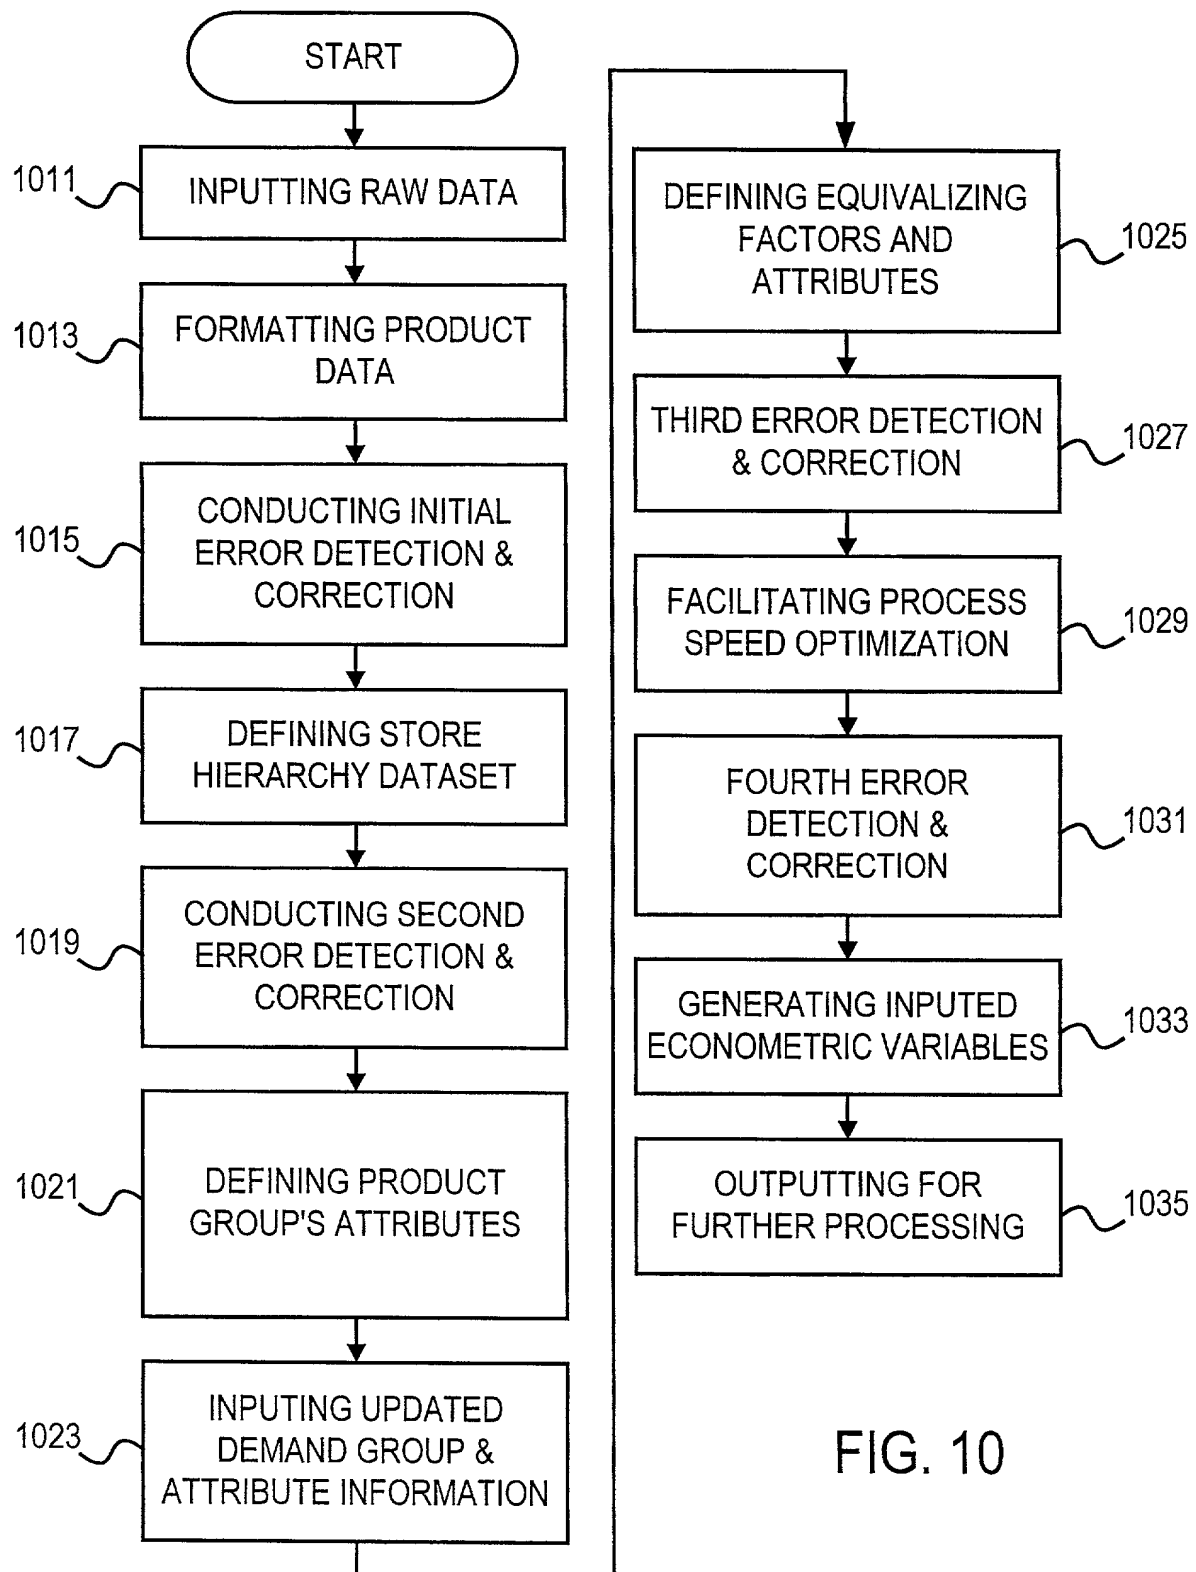 START
1011
INPUTTING RAW DATA
1013
FORMATTING PRODUCT
DATA
1015
CONDUCTING INITIAL
ERROR DETECTION &
CORRECTION
1017
DEFINING STORE
HIERARCHY DATASET
1019
CONDUCTING SECOND
ERROR DETECTION &
CORRECTION
1021
DEFINING PRODUCT
GROUP'S ATTRIBUTES
1023
INPUTING UPDATED
DEMAND GROUP &
ATTRIBUTE INFORMATION
DEFINING EQUIVALIZING
FACTORS AND
ATTRIBUTES
1025
THIRD ERROR DETECTION
& CORRECTION
1027
FACILITATING PROCESS
SPEED OPTIMIZATION
1029
FOURTH ERROR
DETECTION &
CORRECTION
1031
GENERATING INPUTED
ECONOMETRIC VARIABLES
1033
OUTPUTTING FOR
FURTHER PROCESSING
1035
FIG. 10